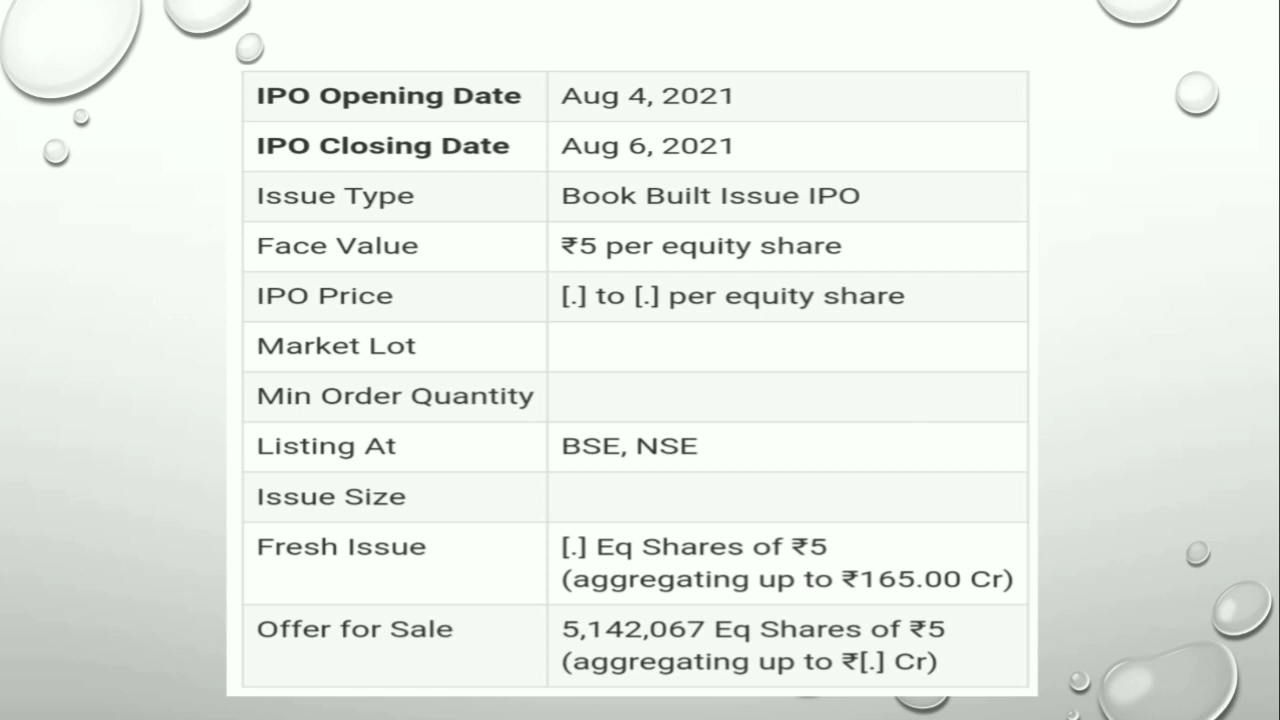 IPO Opening Date Aug 4, 2021
IPO Closing Date Aug 6, 2021
Issue Type Book Built Issue IPO
Face Value ₹5 per equity share
IPO Price [.] to [.] per equity share
Market Lot
Min Order Quantity
Listing At BSE, NSE
Issue Size
Fresh Issue [.] Eq Shares of ₹5
(aggregating up to ₹165.00 Cr)
Offer for Sale 5,142,067 Eq Shares of ₹5
(aggregating up to ₹[.] Cr)